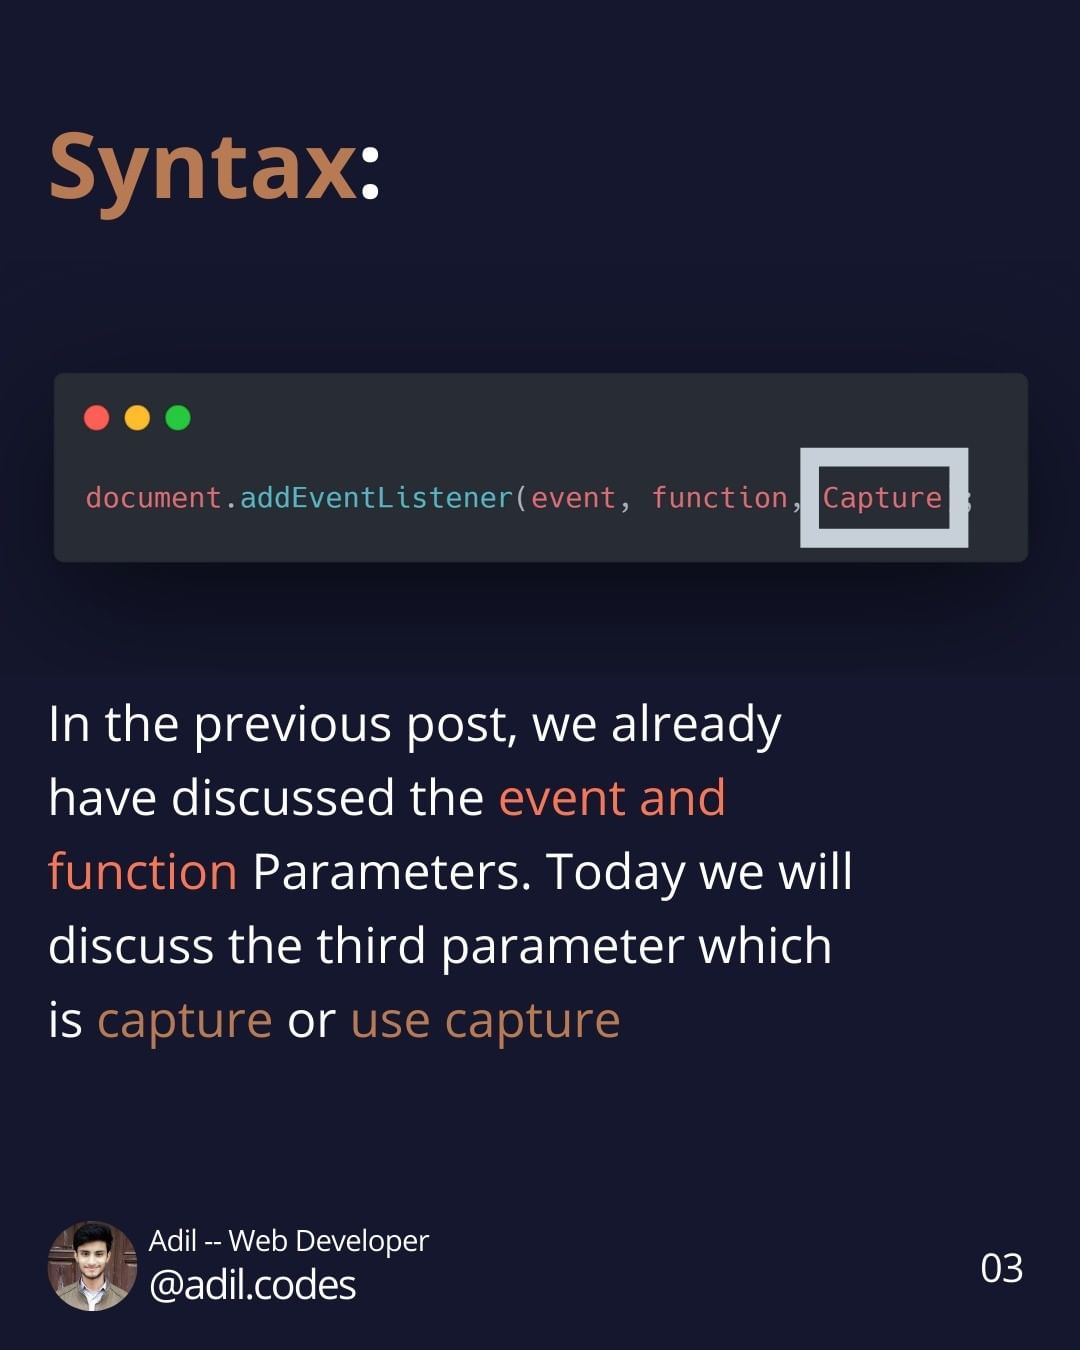 Syntax:
document.addEventListener(event, function, Capture;
In the previous post, we already
have discussed the event and
function Parameters. Today we will
discuss the third parameter which
is capture or use capture
Adil -- Web Developer
@adil.codes
03